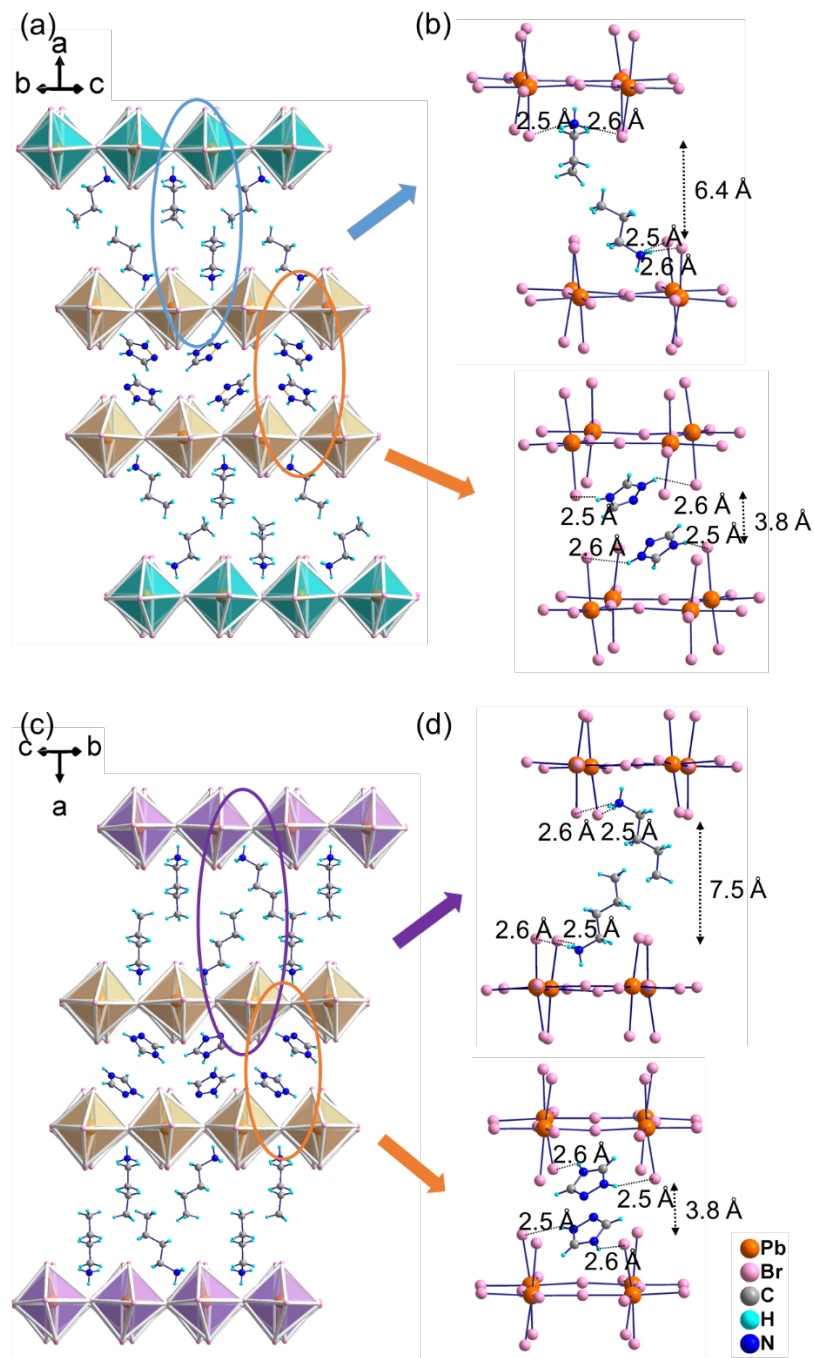 (a)
a
b c
(b)
2.5 Å 2.6 Å
6.4 Å
2.5 Å
2.6 Å
2.5 Å
2.6 Å
3.8 Å
2.6 Å
2.5 Å
(c)
c b
a
(d)
2.6 Å 2.5 Å
7.5 Å
2.6 Å 2.5 Å
2.6 Å
2.5 Å
3.8 Å
2.5 Å
2.6 Å
Pb
Br
C
H
N